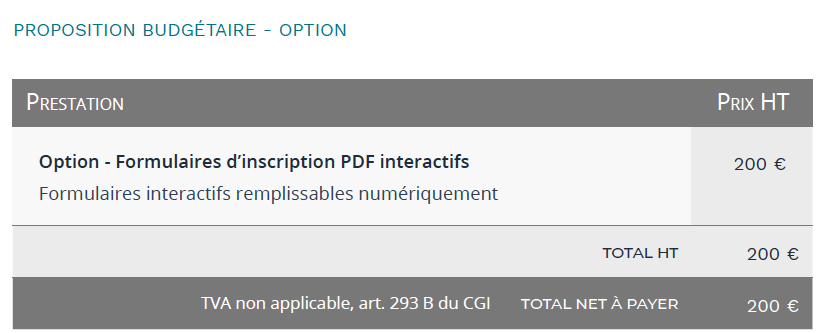 PROPOSITION BUDGÉTAIRE - OPTION
PRESTATION PRIX HT
Option - Formulaires d’inscription PDF interactifs 200 €
Formulaires interactifs remplissables numériquement
TOTAL HT 200 €
TVA non applicable, art. 293 B du CGI TOTAL NET À PAYER 200 €